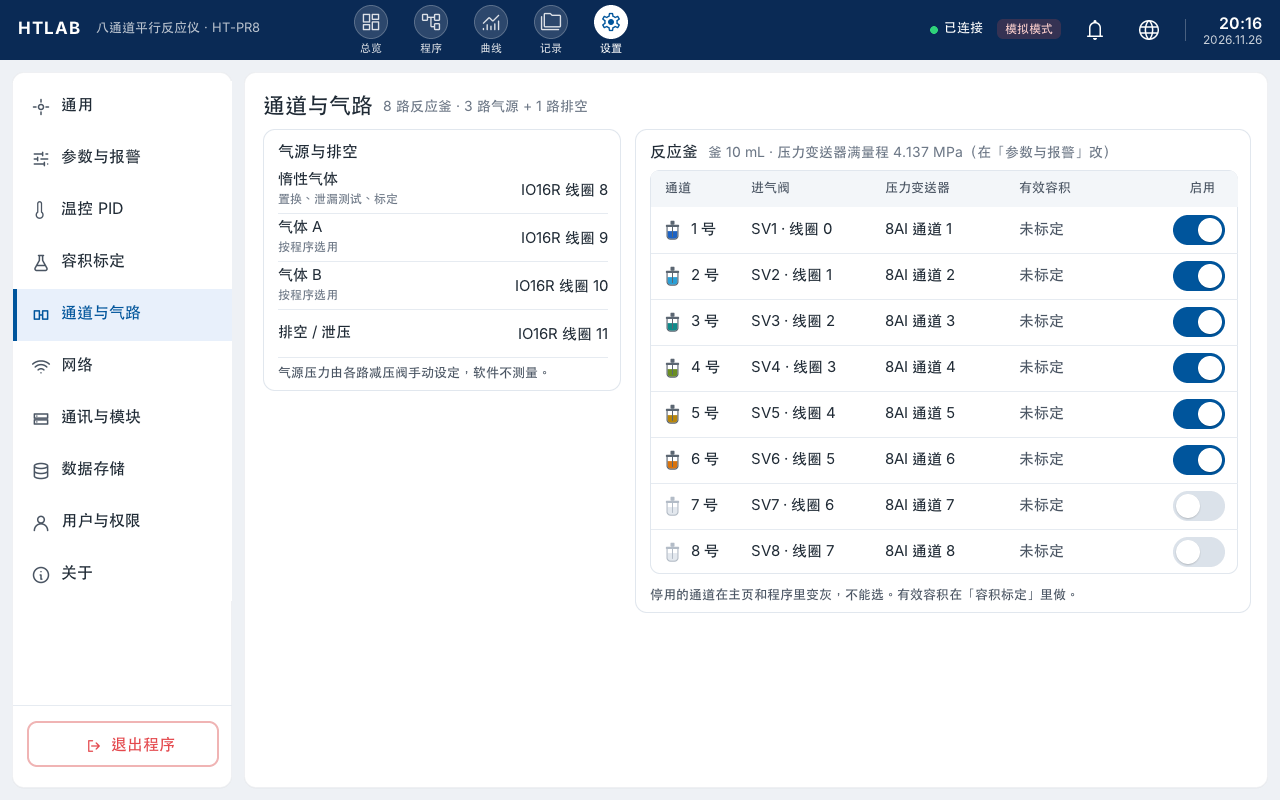 HTLAB 八通道平行反应仪 · HT-PR8
总览 程序 曲线 记录 设置
已连接 模拟模式 20:16
2026.11.26
通用
参数与报警
温控 PID
容积标定
通道与气路
网络
通讯与模块
数据存储
用户与权限
关于
退出程序
通道与气路 8 路反应釜 · 3 路气源 + 1 路排空
气源与排空
惰性气体
置换、泄漏测试、标定
IO16R 线圈 8
气体 A
按程序选用
IO16R 线圈 9
气体 B
按程序选用
IO16R 线圈 10
排空 / 泄压 IO16R 线圈 11
气源压力由各路减压阀手动设定，软件不测量。
反应釜 釜 10 mL · 压力变送器满量程 4.137 MPa（在「参数与报警」改）
通道 进气阀 压力变送器 有效容积 启用
1 号 SV1 · 线圈 0 8AI 通道 1 未标定
2 号 SV2 · 线圈 1 8AI 通道 2 未标定
3 号 SV3 · 线圈 2 8AI 通道 3 未标定
4 号 SV4 · 线圈 3 8AI 通道 4 未标定
5 号 SV5 · 线圈 4 8AI 通道 5 未标定
6 号 SV6 · 线圈 5 8AI 通道 6 未标定
7 号 SV7 · 线圈 6 8AI 通道 7 未标定
8 号 SV8 · 线圈 7 8AI 通道 8 未标定
停用的通道在主页和程序里变灰，不能选。有效容积在「容积标定」里做。